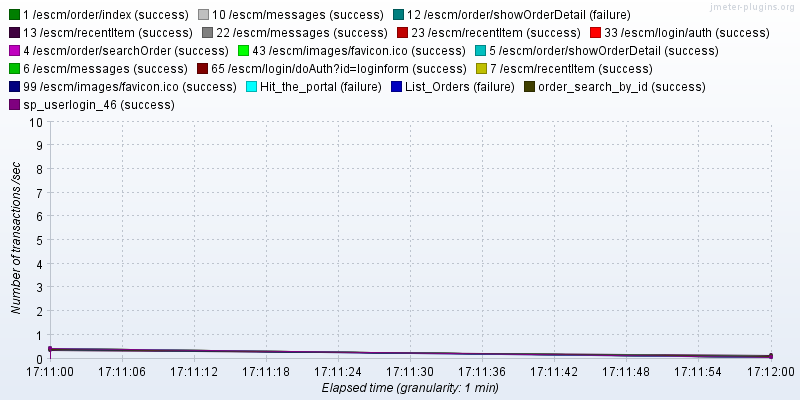 jmeter-plugins.org
1 /escm/order/index (success) 10 /escm/messages (success) 12 /escm/order/showOrderDetail (failure)
13 /escm/recentItem (success) 22 /escm/messages (success) 23 /escm/recentItem (success) 33 /escm/login/auth (success)
4 /escm/order/searchOrder (success) 43 /escm/images/favicon.ico (success) 5 /escm/order/showOrderDetail (success)
6 /escm/messages (success) 65 /escm/login/doAuth?id=loginform (success) 7 /escm/recentItem (success)
99 /escm/images/favicon.ico (success) Hit_the_portal (failure) List_Orders (failure) order_search_by_id (success)
sp_userlogin_46 (success)
Number of transactions /sec
10
9
8
7
6
5
4
3
2
1
0
17:11:00 17:11:06 17:11:12 17:11:18 17:11:24 17:11:30 17:11:36 17:11:42 17:11:48 17:11:54 17:12:00
Elapsed time (granularity: 1 min)